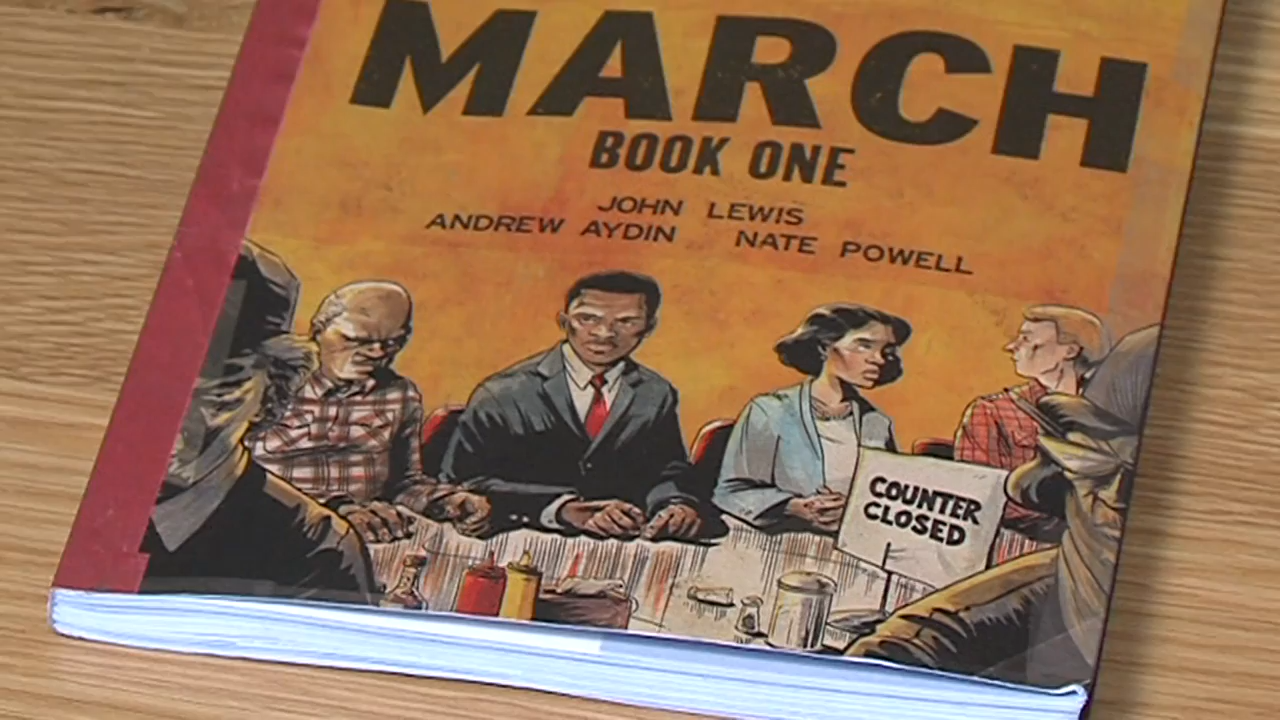 MARCH
BOOK ONE
JOHN LEWIS
ANDREW AYDIN NATE POWELL
COUNTER
CLOSED